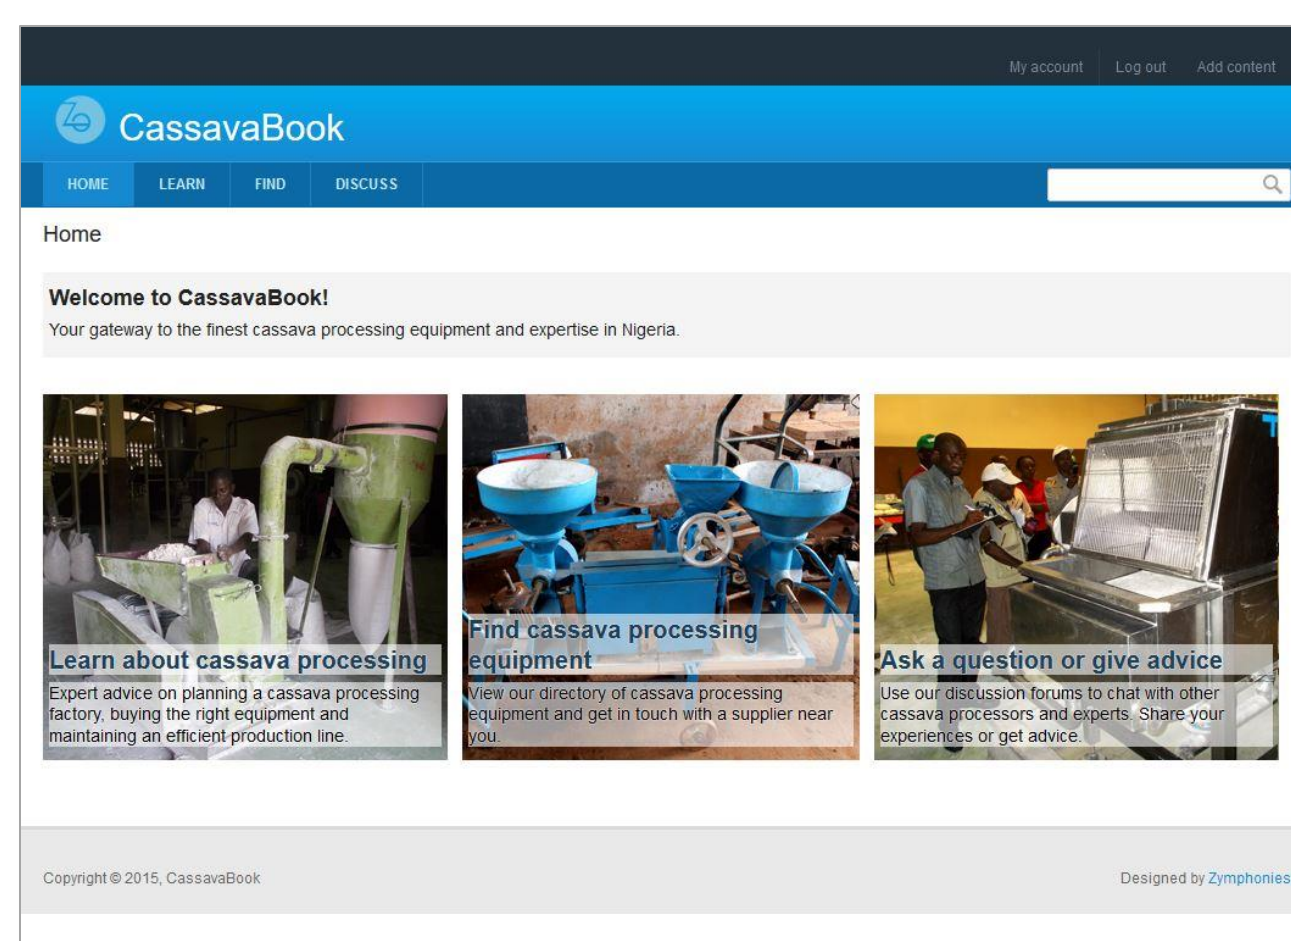 My account
Log out
Add content
CassavaBook
HOME
LEARN
FIND
DISCUSS
Home
Welcome to CassavaBook!
Your gateway to the finest cassava processing equipment and expertise in Nigeria.
Learn about cassava processing
Expert advice on planning a cassava processing
factory, buying the right equipment and
maintaining an efficient production line.
Find cassava processing
equipment
View our directory of cassava processing
equipment and get in touch with a supplier near
you.
Ask a question or give advice
Use our discussion forums to chat with other
cassava processors and experts. Share your
experiences or get advice.
Copyright © 2015, CassavaBook
Designed by Zymphonies